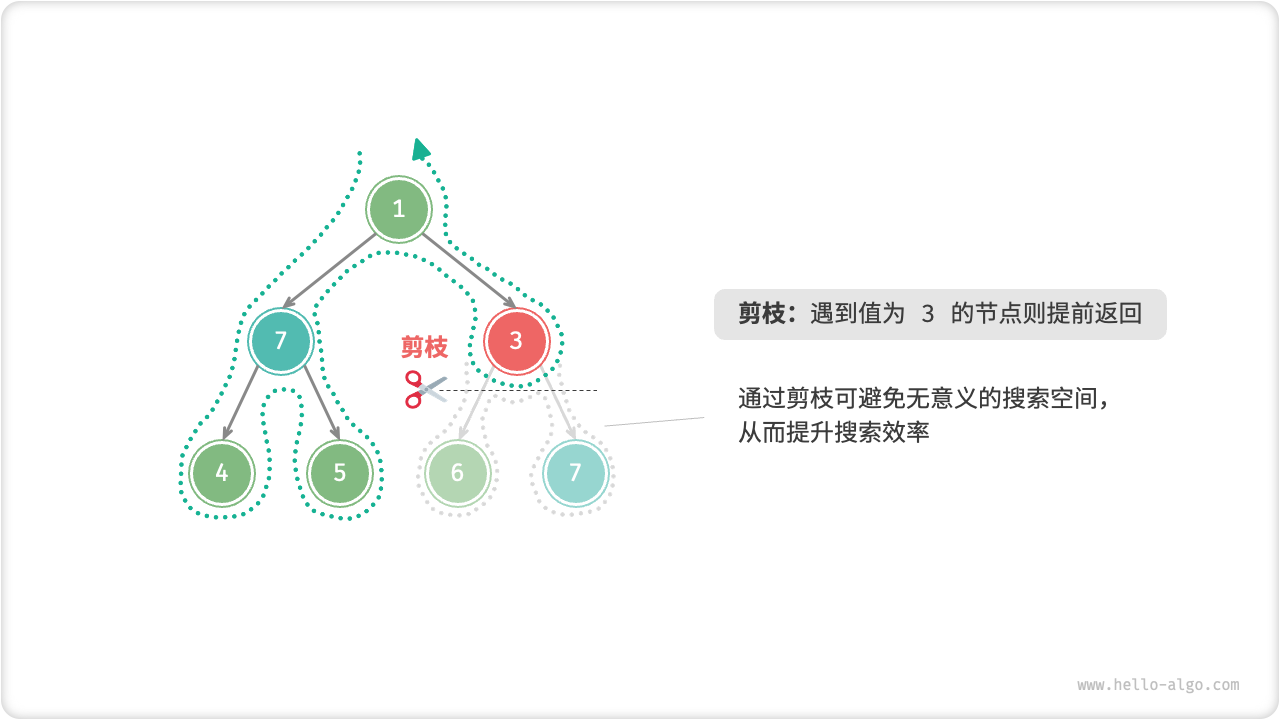 1
7
3
剪枝
4
5
6
7
剪枝：遇到值为 3 的节点则提前返回
通过剪枝可避免无意义的搜索空间，
从而提升搜索效率
www.hello-algo.com